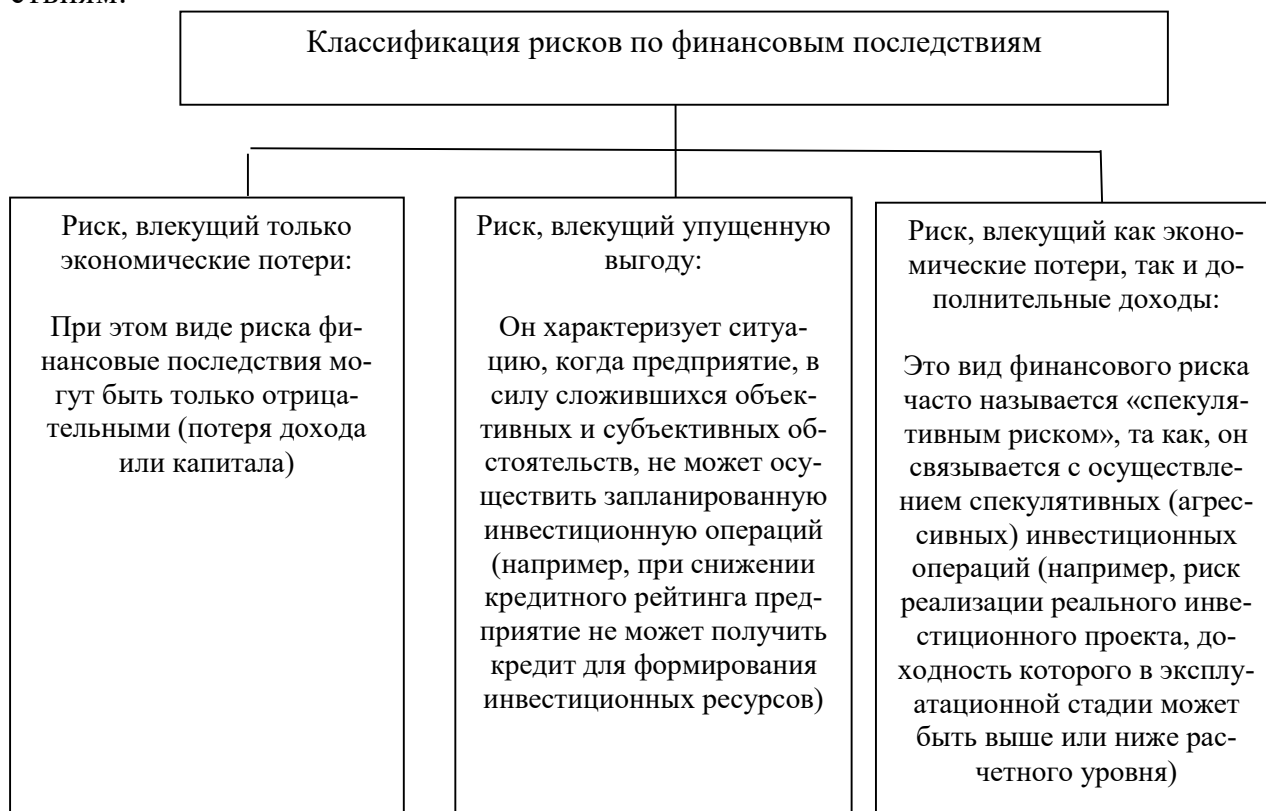 ствиям.
Классификация рисков по финансовым последствиям
Риск, влекущий только
экономические потери:
При этом виде риска фи-
нансовые последствия мо-
гут быть только отрица-
тельными (потеря дохода
или капитала)
Риск, влекущий упущенную
выгоду:
Он характеризует ситуа-
цию, когда предприятие, в
силу сложившихся объек-
тивных и субъективных об-
стоятельств, не может осу-
ществить запланированную
инвестиционную операций
(например, при снижении
кредитного рейтинга пред-
приятие не может получить
кредит для формирования
инвестиционных ресурсов)
Риск, влекущий как эконо-
мические потери, так и до-
полнительные доходы:
Это вид финансового риска
часто называется «спекуля-
тивным риском», та как, он
связывается с осуществле-
нием спекулятивных (агрес-
сивных) инвестиционных
операций (например, риск
реализации реального инве-
стиционного проекта, до-
ходность которого в эксплу-
атационной стадии может
быть выше или ниже рас-
четного уровня)